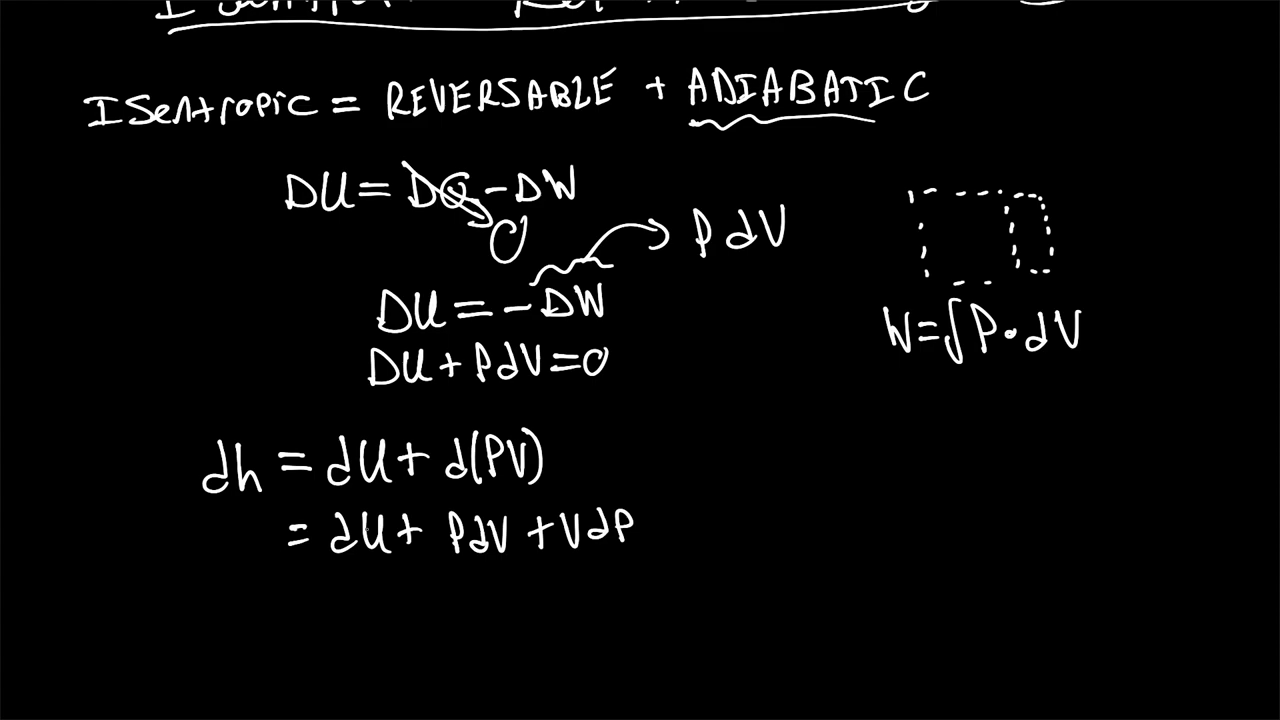 Isentropic = REVERSABLE + ADIABATIC
DU = DQ - DW
0
PdV
DU = - DW
W = ∫ P · dV
DU + PdV = 0
dh = dU + d(PV)
= dU + PdV + VdP